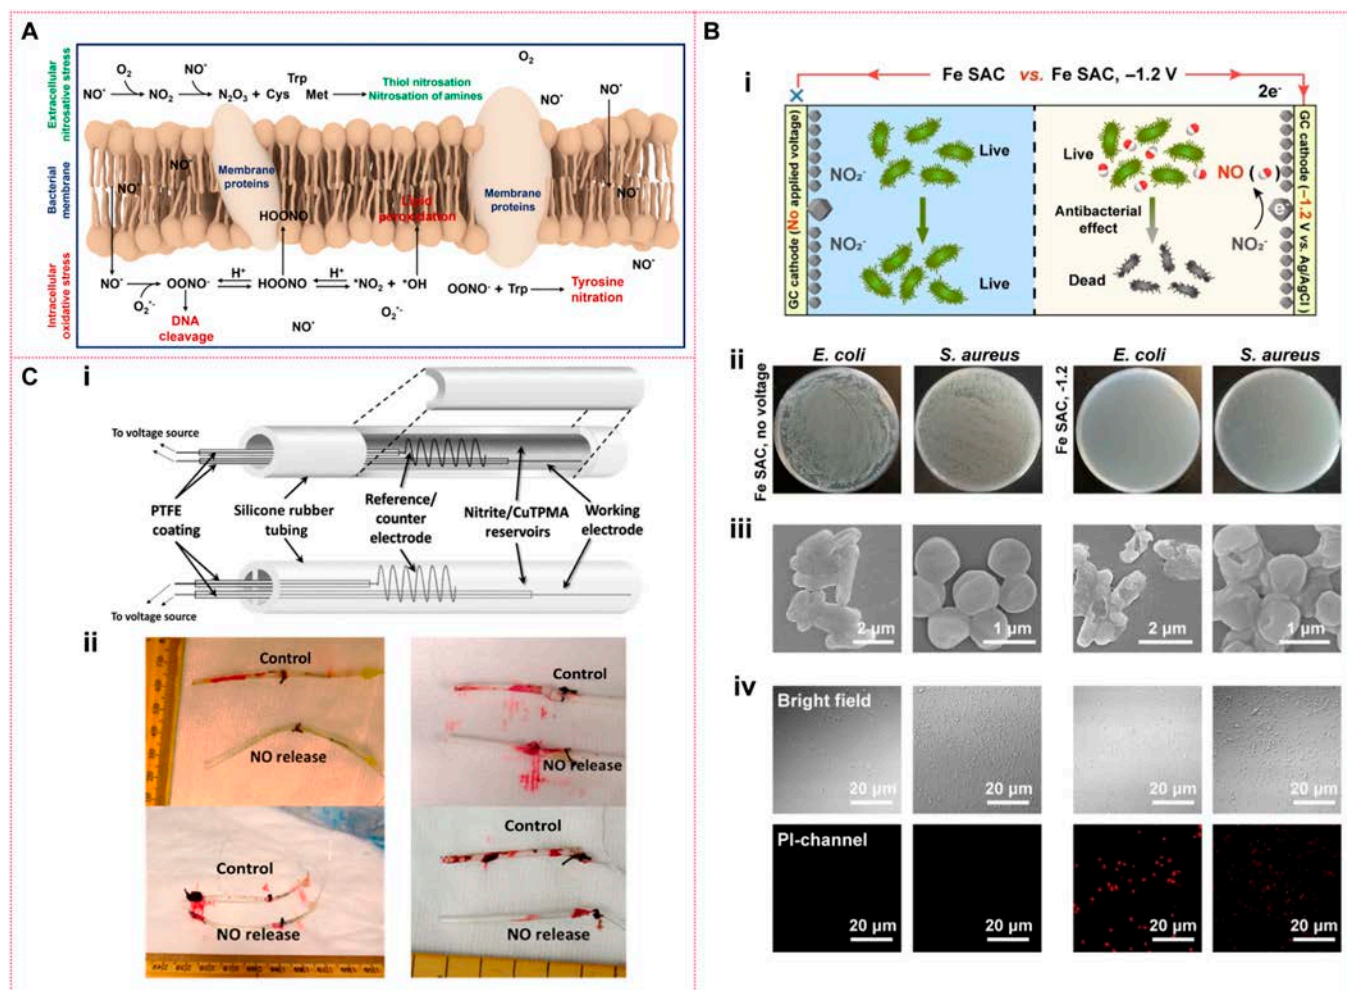 A
Extracellular
nitrosative stress
Bacterial
membrane
Intracellular
oxidative stress
O₂
NO• NO₂
NO•
N₂O₃ + Cys
Trp
Met
Thiol nitrosation
Nitrosation of amines
O₂
NO•
NO•
NO•
NO•
Membrane
proteins
HOONO
Lipid
peroxidation
Membrane
proteins
NO•
NO•
NO•
O₂•-
OONO-
H⁺
HOONO
H⁺
•NO₂ + •OH
OONO- + Trp
Tyrosine
nitration
DNA
cleavage
NO•
O₂•-
B
i
Fe SAC vs. Fe SAC, –1.2 V
2e-
GC cathode (No applied voltage)
NO₂-
NO₂-
Live
Live
Live
NO ( )
Antibacterial
effect
e-
NO₂-
Dead
GC cathode (–1.2 V vs. Ag/AgCl )
ii
E. coli
S. aureus
E. coli
S. aureus
Fe SAC, no voltage
Fe SAC, -1.2
iii
2 µm
1 µm
2 µm
1 µm
iv
Bright field
20 µm
20 µm
20 µm
20 µm
PI-channel
20 µm
20 µm
20 µm
20 µm
C
i
To voltage source
PTFE
coating
Silicone rubber
tubing
Reference/
counter
electrode
Nitrite/CuTPMA
reservoirs
Working
electrode
To voltage source
ii
Control
NO release
Control
NO release
Control
NO release
Control
NO release